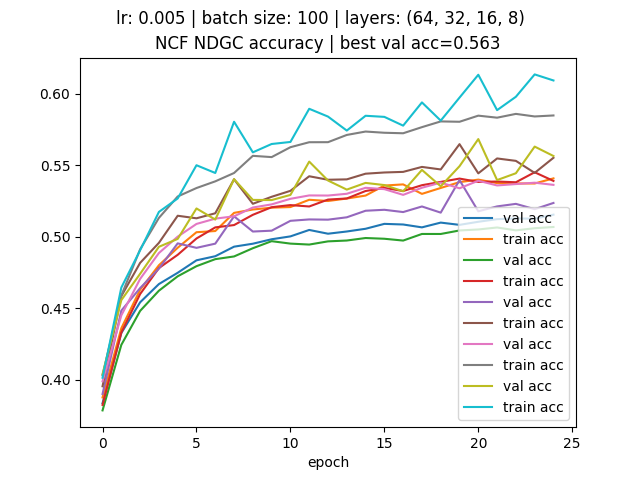 lr: 0.005 | batch size: 100 | layers: (64, 32, 16, 8)
NCF NDGC accuracy | best val acc=0.563
0.60
0.55
0.50
0.45
0.40
val acc
train acc
val acc
train acc
val acc
train acc
val acc
train acc
val acc
train acc
0 5 10 15 20 25
epoch